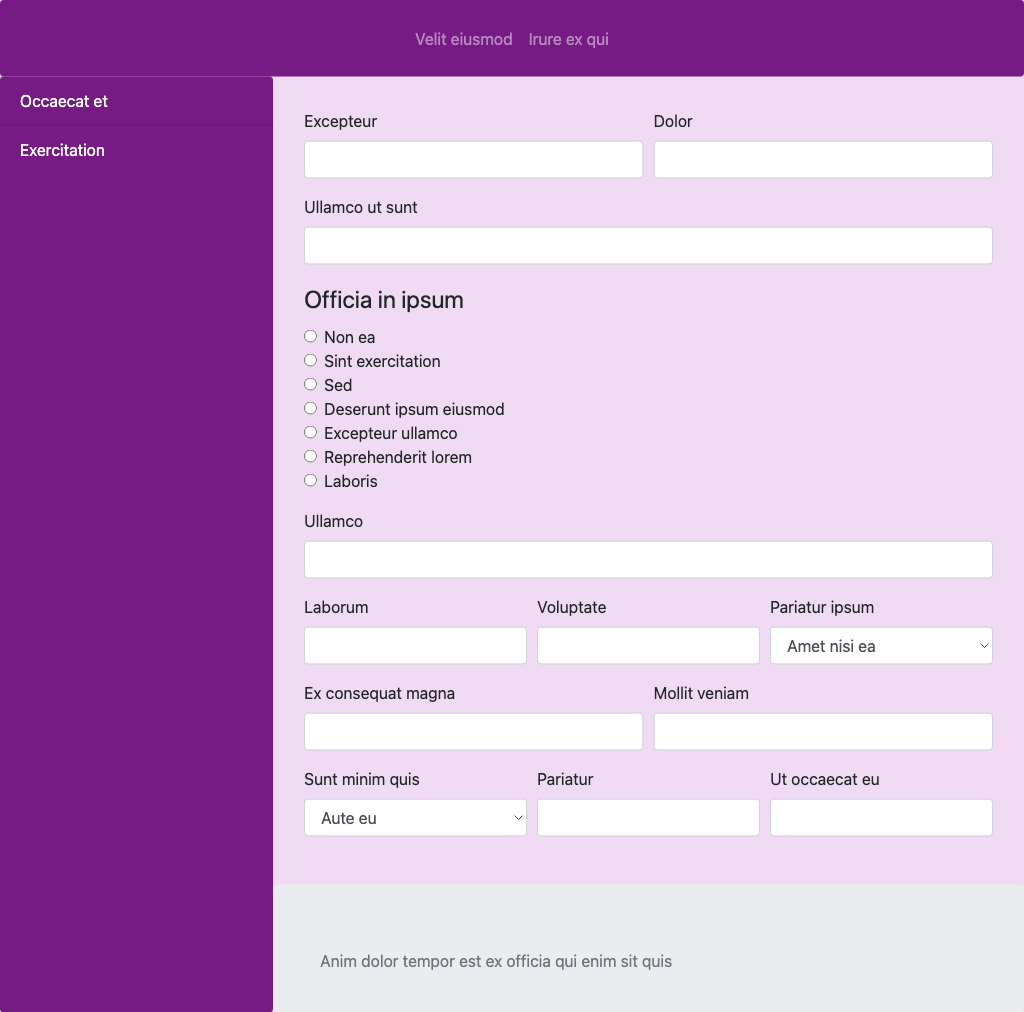 Velit eiusmod Irure ex qui
Occaecat et
Exercitation
Excepteur Dolor
Ullamco ut sunt
Officia in ipsum
Non ea
Sint exercitation
Sed
Deserunt ipsum eiusmod
Excepteur ullamco
Reprehenderit lorem
Laboris
Ullamco
Laborum Voluptate Pariatur ipsum
Amet nisi ea
Ex consequat magna Mollit veniam
Sunt minim quis Pariatur Ut occaecat eu
Aute eu
Anim dolor tempor est ex officia qui enim sit quis